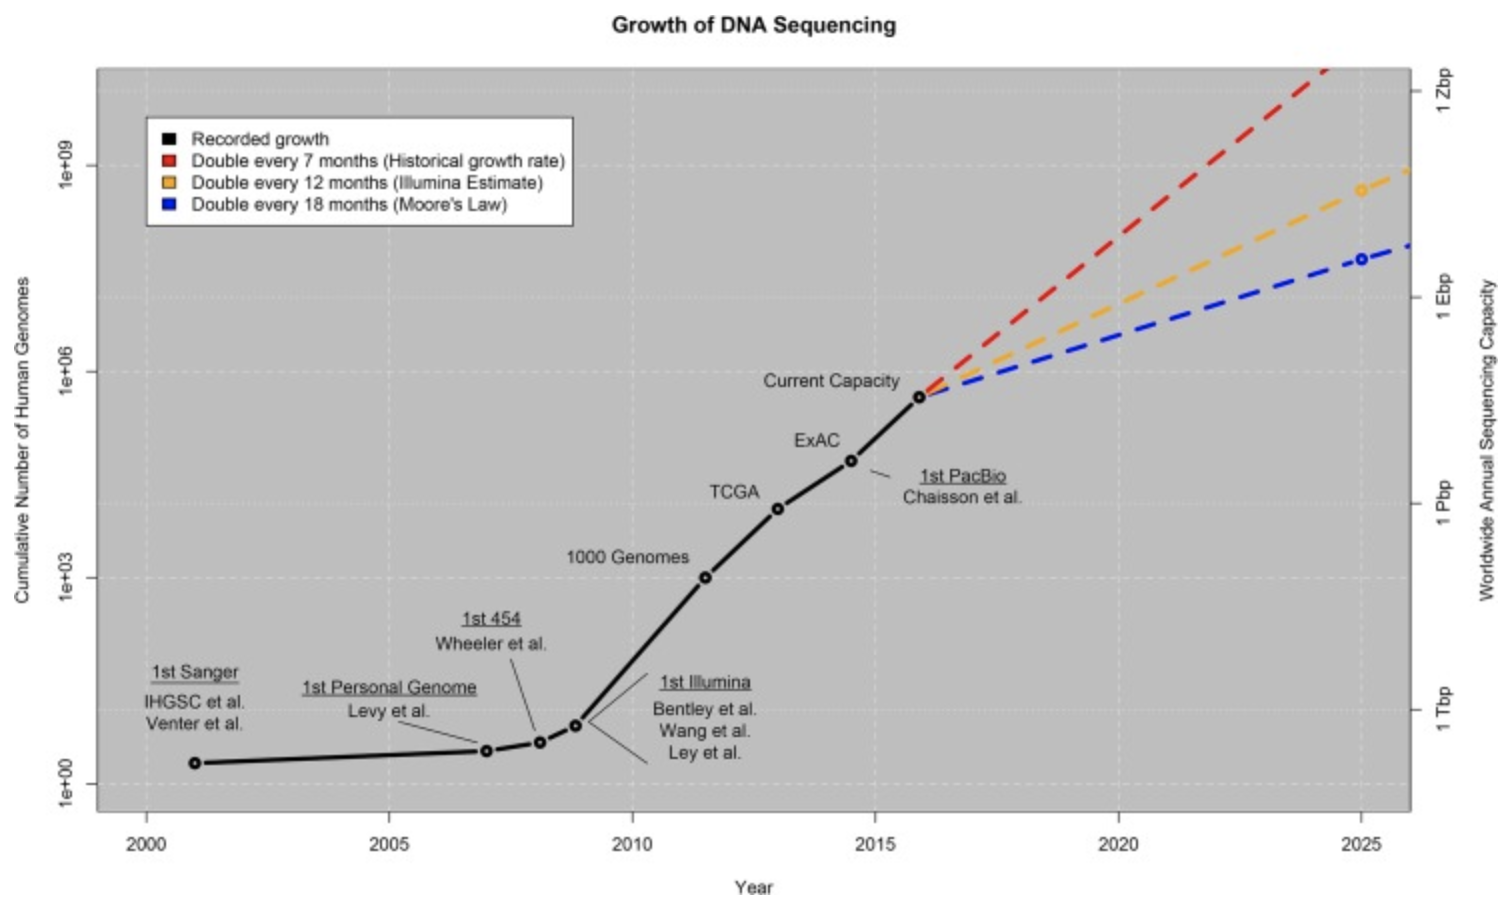 Growth of DNA Sequencing
Recorded growth
Double every 7 months (Historical growth rate)
Double every 12 months (Illumina Estimate)
Double every 18 months (Moore's Law)
Cumulative Number of Human Genomes
1e+09
1e+06
1e+03
1e+00
1 Zbp
1 Ebp
1 Pbp
1 Tbp
Worldwide Annual Sequencing Capacity
Current Capacity
ExAC
1st PacBio
Chaisson et al.
TCGA
1000 Genomes
1st 454
Wheeler et al.
1st Sanger
IHGSC et al.
Venter et al.
1st Personal Genome
Levy et al.
1st Illumina
Bentley et al.
Wang et al.
Ley et al.
2000
2005
2010
2015
2020
2025
Year